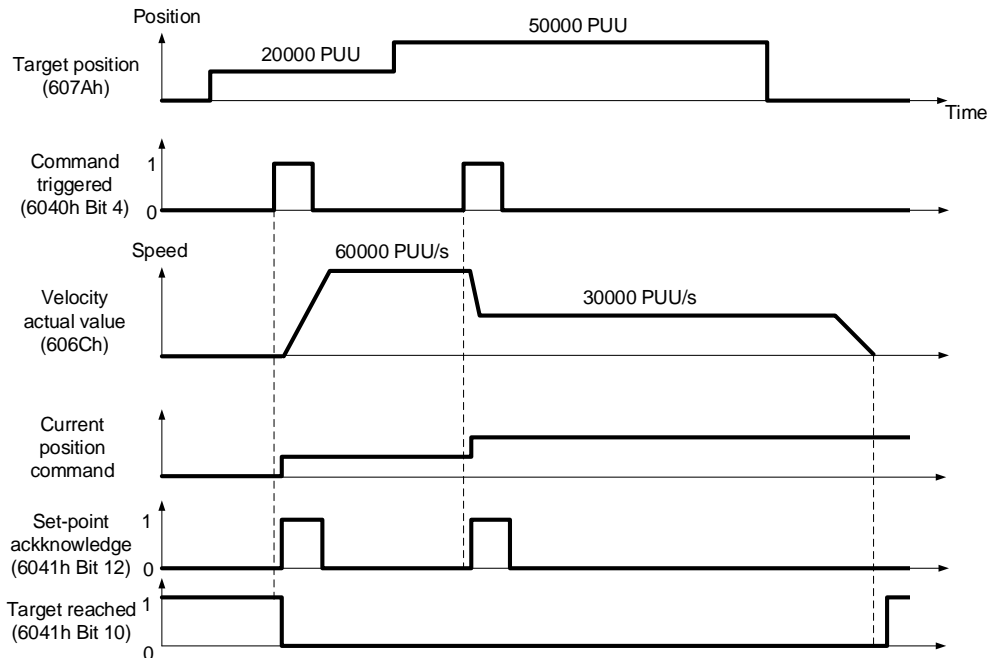 Position
50000 PUU
20000 PUU
Target position
(607Ah)
Time
Command
triggered
(6040h Bit 4)
1
0
Speed
60000 PUU/s
30000 PUU/s
Velocity
actual value
(606Ch)
Current
position
command
Set-point
ackknowledge
(6041h Bit 12)
1
0
Target reached
(6041h Bit 10)
1
0